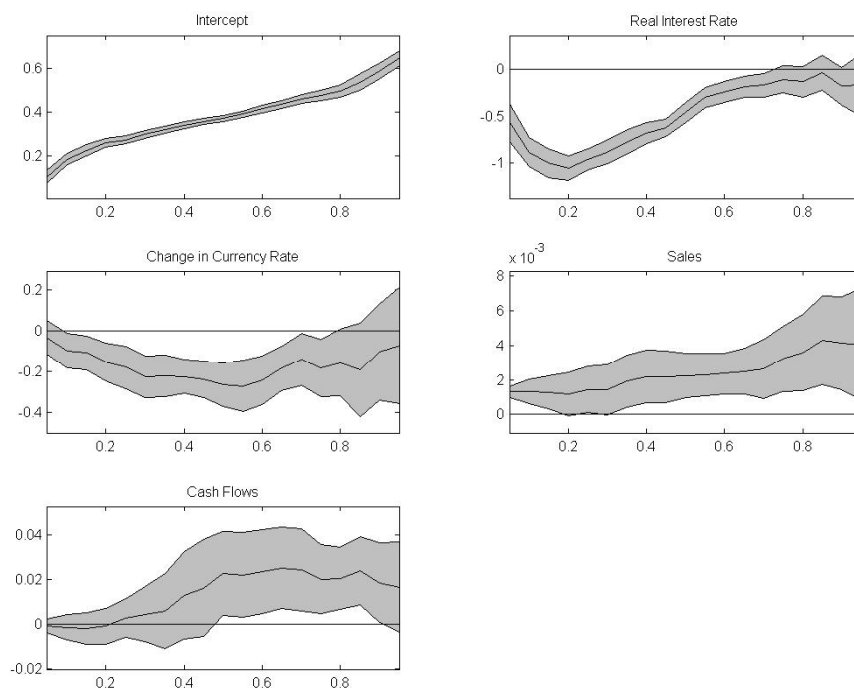 Intercept
0.6
0.4
0.2
0.2 0.4 0.6 0.8
Real Interest Rate
0
-0.5
-1
0.2 0.4 0.6 0.8
Change in Currency Rate
0.2
0
-0.2
-0.4
0.2 0.4 0.6 0.8
Sales
x 10⁻³
8
6
4
2
0
0.2 0.4 0.6 0.8
Cash Flows
0.04
0.02
0
-0.02
0.2 0.4 0.6 0.8